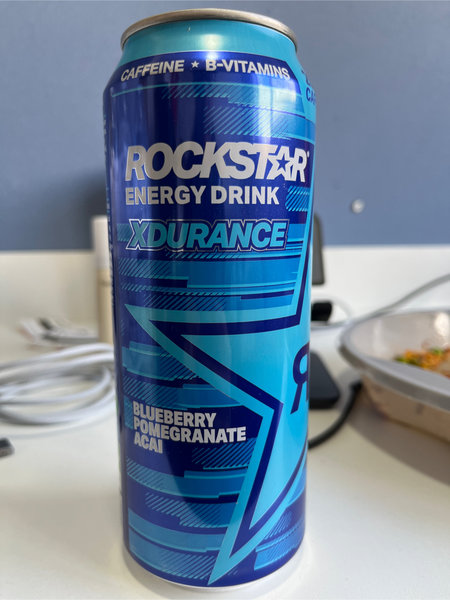 CAFFEINE ★ B-VITAMINS
ROCKSTAR
ENERGY DRINK
XDURANCE
BLUEBERRY
POMEGRANATE
ACAI
R